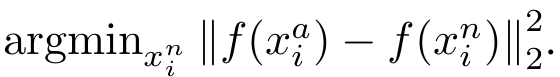 argmin_{x_i^n} ‖f(x_i^a) − f(x_i^n)‖_2^2.